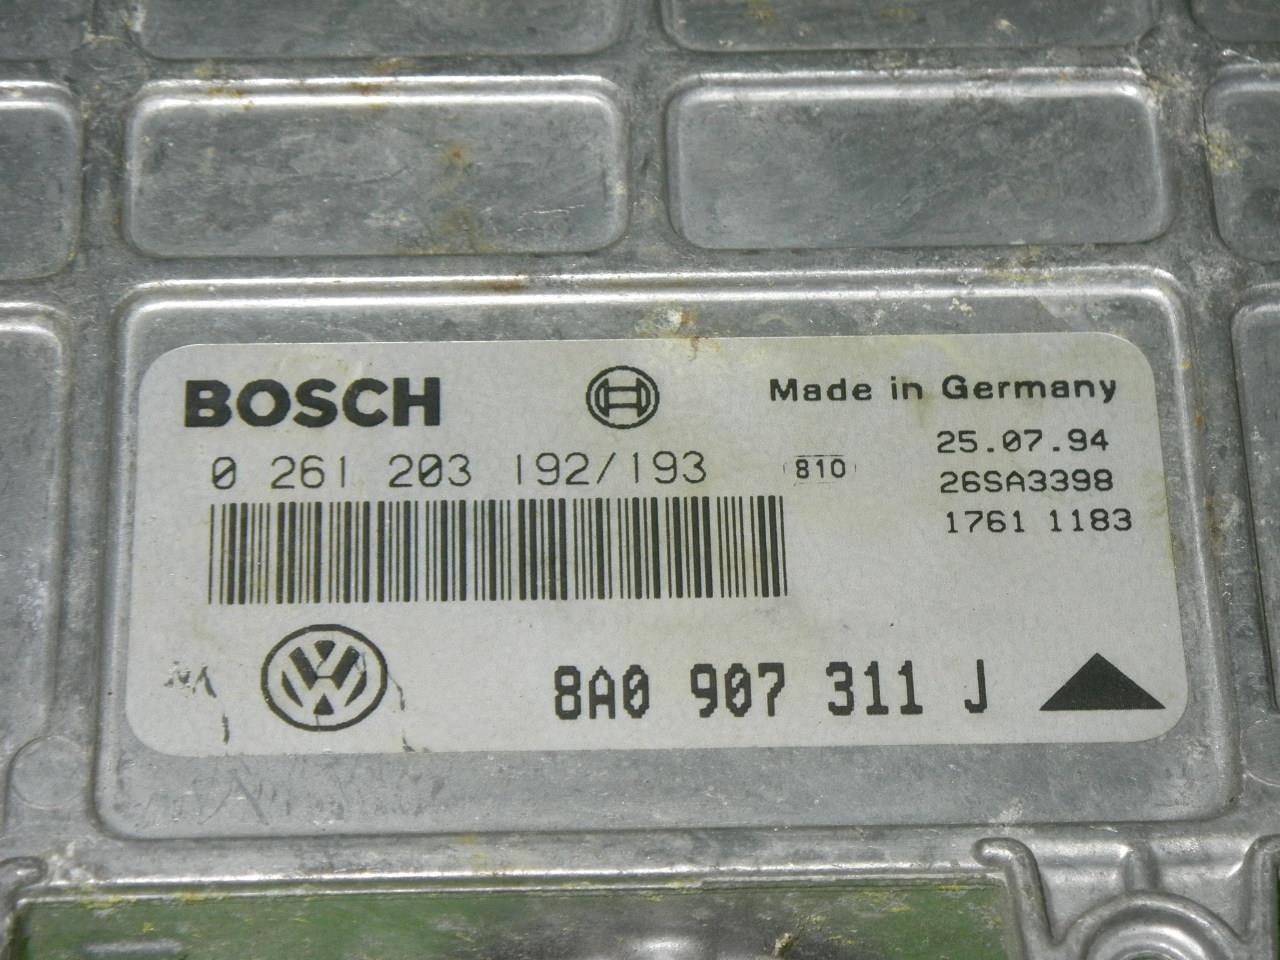 BOSCH
Made in Germany
0 261 203 192/193
810
25.07.94
26SA3398
1761 1183
8A0 907 311 J